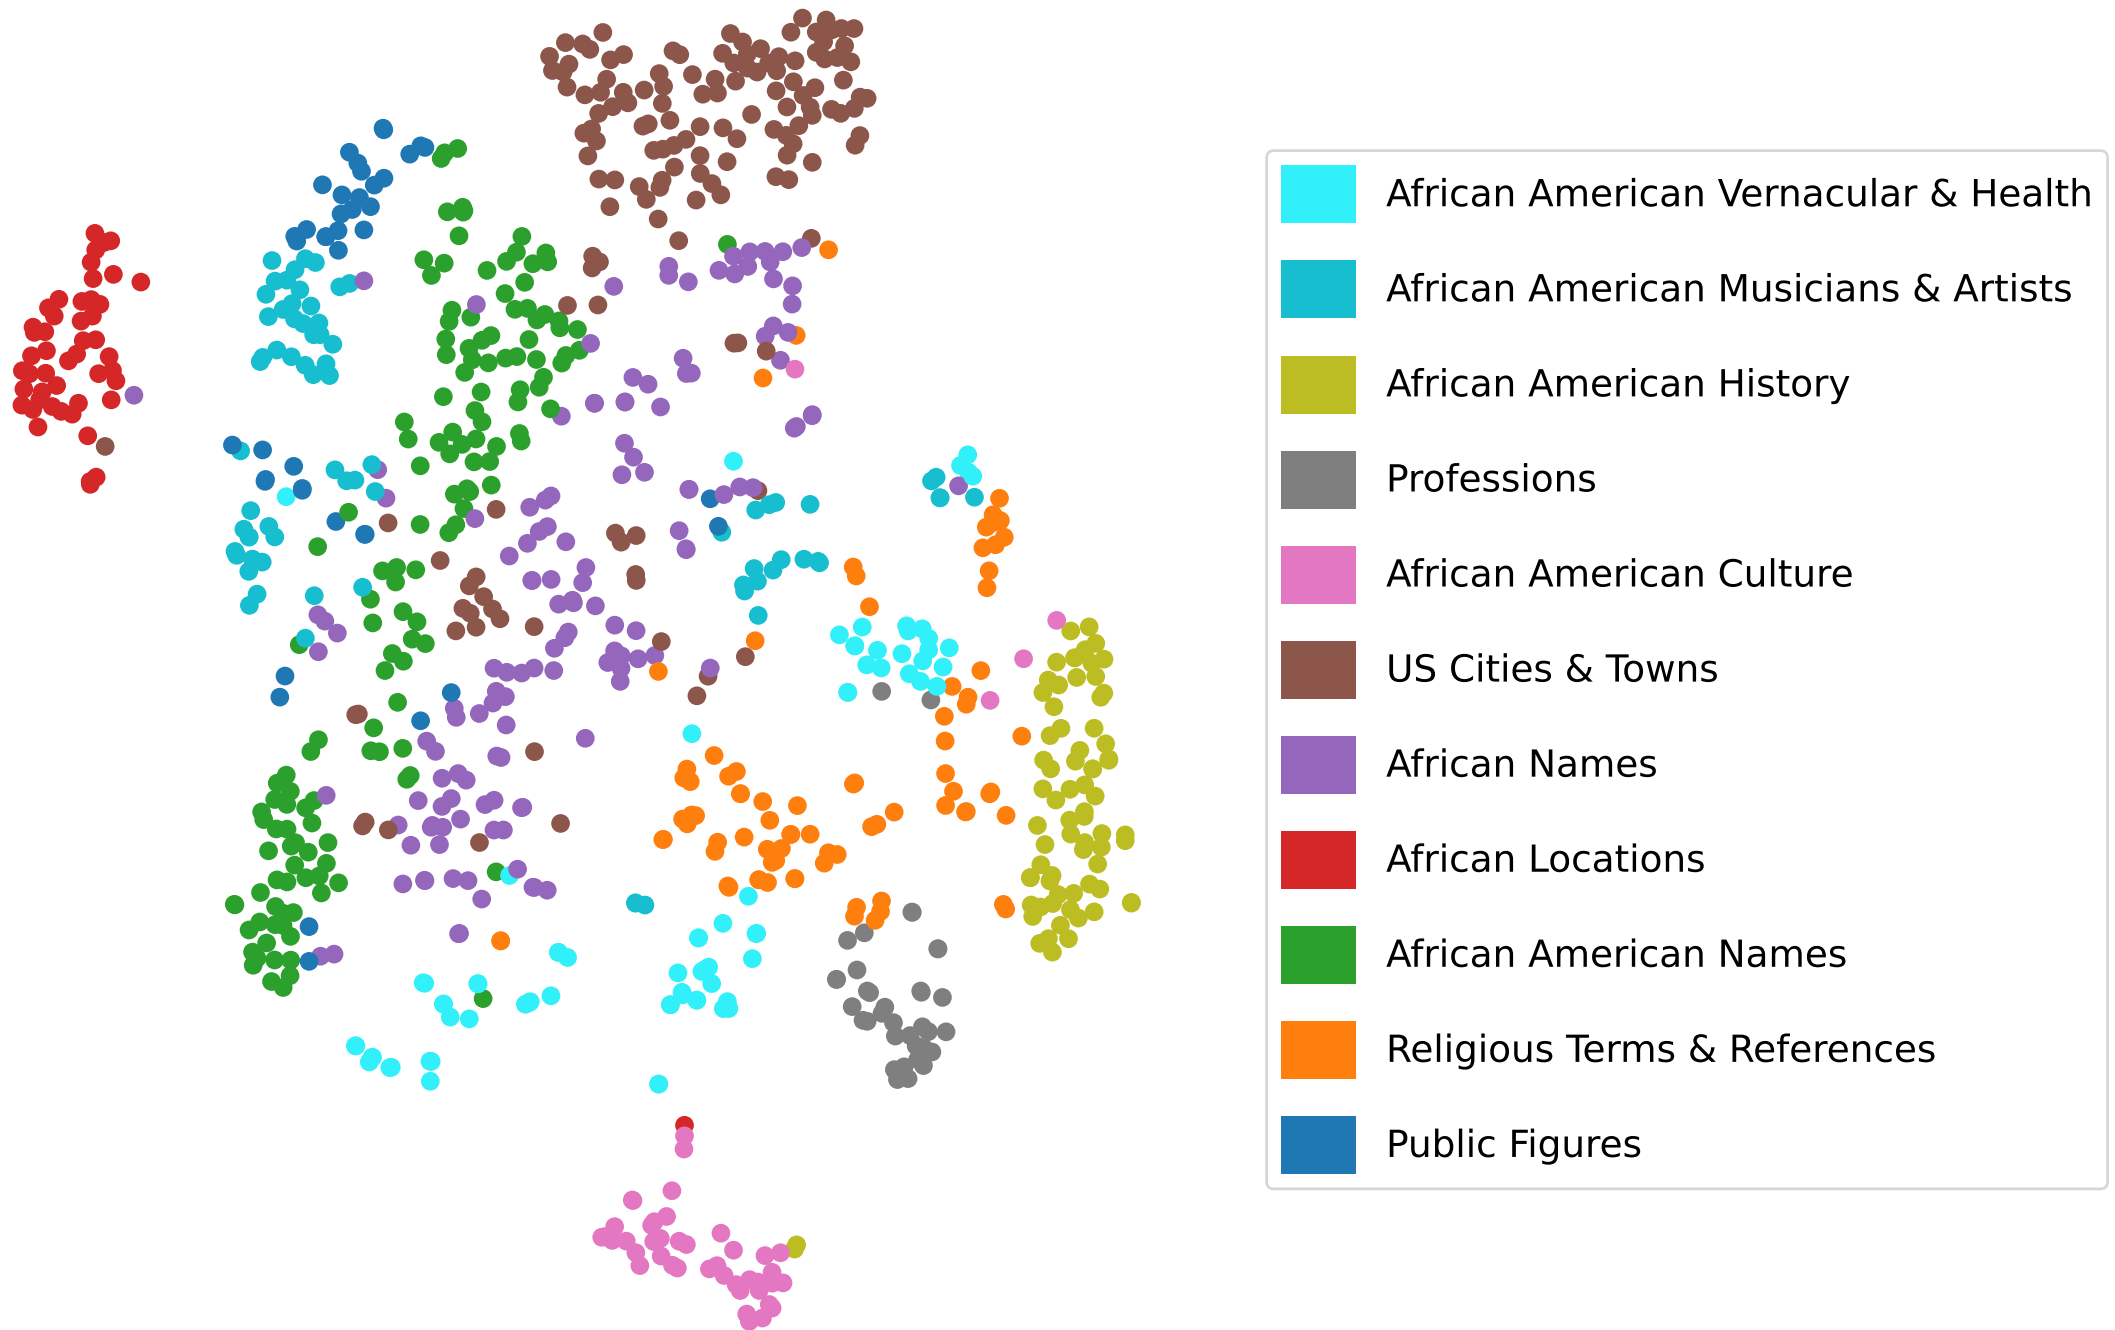 African American Vernacular & Health
African American Musicians & Artists
African American History
Professions
African American Culture
US Cities & Towns
African Names
African Locations
African American Names
Religious Terms & References
Public Figures